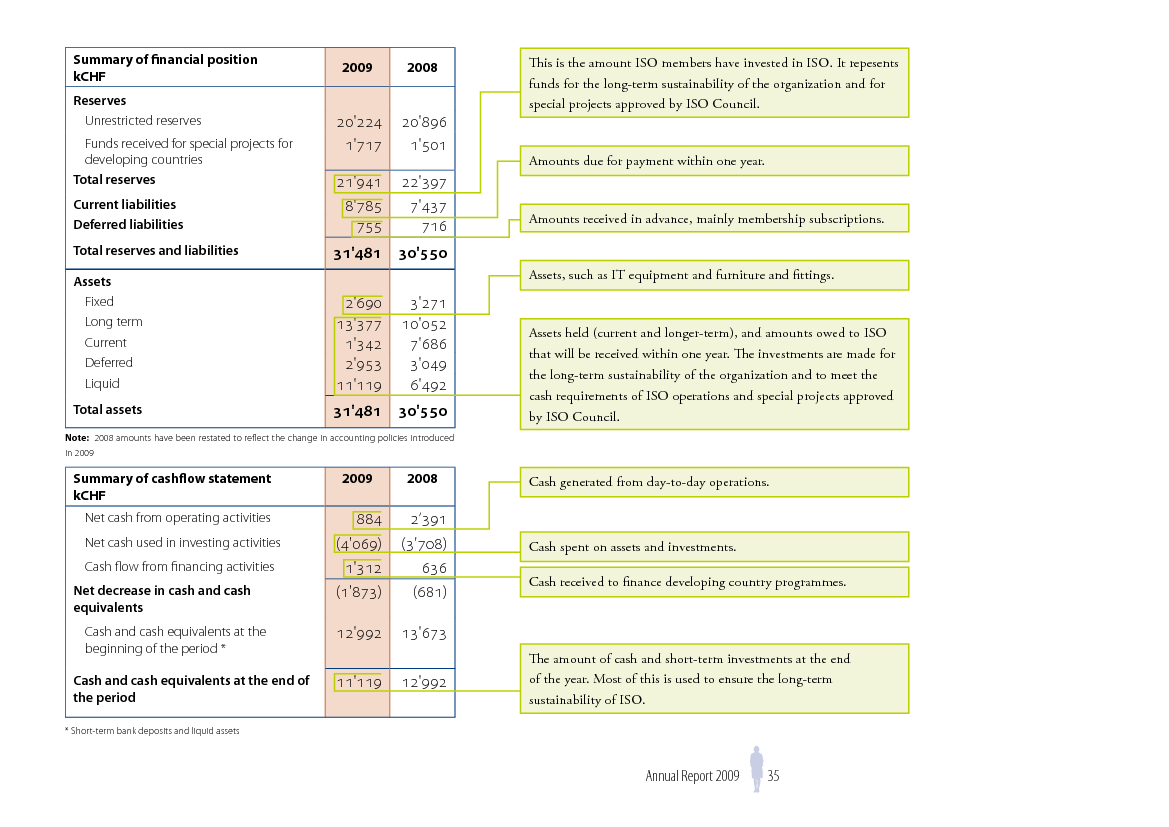 Summary of financial position
kCHF 2009 2008
Reserves
Unrestricted reserves 20'224 20'896
Funds received for special projects for
developing countries 1'717 1'501
Total reserves 21'941 22'397
Current liabilities 8'785 7'437
Deferred liabilities 755 716
Total reserves and liabilities 31'481 30'550
Assets
Fixed 2'690 3'271
Long term 13'377 10'052
Current 1'342 7'686
Deferred 2'953 3'049
Liquid 11'119 6'492
Total assets 31'481 30'550
Note: 2008 amounts have been restated to reflect the change in accounting policies introduced
in 2009
This is the amount ISO members have invested in ISO. It repesents
funds for the long-term sustainability of the organization and for
special projects approved by ISO Council.
Amounts due for payment within one year.
Amounts received in advance, mainly membership subscriptions.
Assets, such as IT equipment and furniture and fittings.
Assets held (current and longer-term), and amounts owed to ISO
that will be received within one year. The investments are made for
the long-term sustainability of the organization and to meet the
cash requirements of ISO operations and special projects approved
by ISO Council.
Summary of cashflow statement
kCHF 2009 2008
Net cash from operating activities 884 2'391
Net cash used in investing activities (4'069) (3'708)
Cash flow from financing activities 1'312 636
Net decrease in cash and cash
equivalents (1'873) (681)
Cash and cash equivalents at the
beginning of the period * 12'992 13'673
Cash and cash equivalents at the end of
the period 11'119 12'992
* Short-term bank deposits and liquid assets
Cash generated from day-to-day operations.
Cash spent on assets and investments.
Cash received to finance developing country programmes.
The amount of cash and short-term investments at the end
of the year. Most of this is used to ensure the long-term
sustainability of ISO.
Annual Report 2009 35